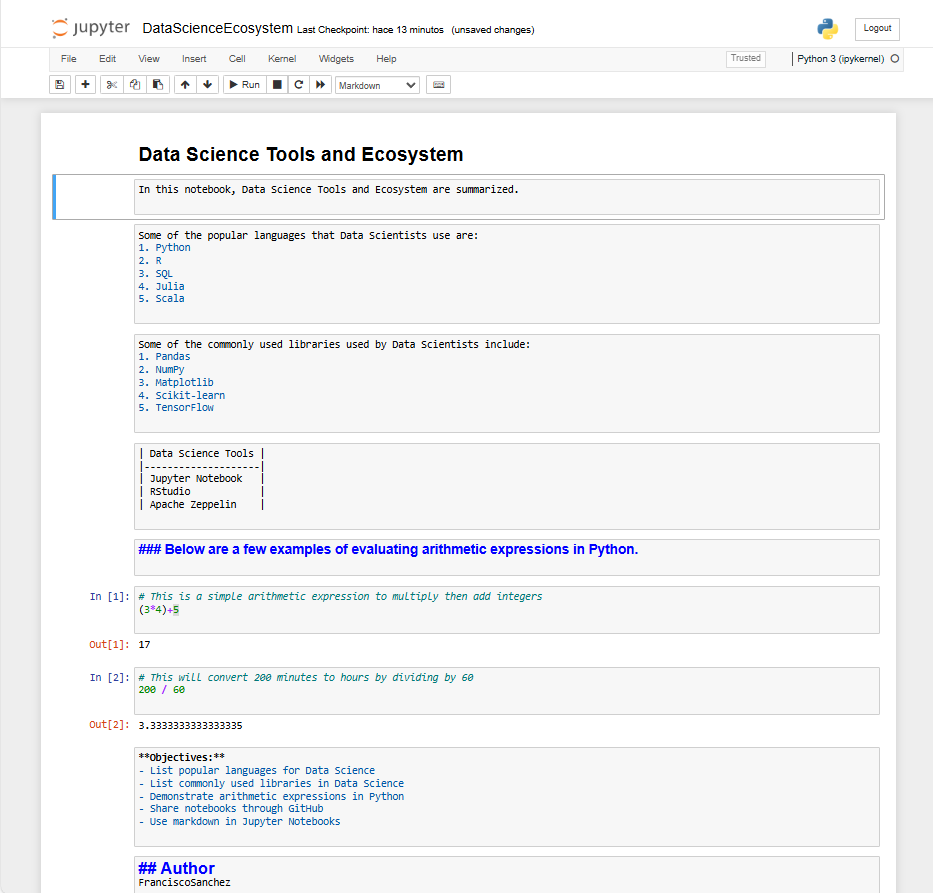 jupyter DataScienceEcosystem Last Checkpoint: hace 13 minutos (unsaved changes) Logout
File Edit View Insert Cell Kernel Widgets Help Trusted Python 3 (ipykernel)
Run Markdown
Data Science Tools and Ecosystem
In this notebook, Data Science Tools and Ecosystem are summarized.
Some of the popular languages that Data Scientists use are:
1. Python
2. R
3. SQL
4. Julia
5. Scala
Some of the commonly used libraries used by Data Scientists include:
1. Pandas
2. NumPy
3. Matplotlib
4. Scikit-learn
5. TensorFlow
| Data Science Tools |
|--------------------|
| Jupyter Notebook   |
| RStudio            |
| Apache Zeppelin    |
### Below are a few examples of evaluating arithmetic expressions in Python.
In [1]: # This is a simple arithmetic expression to multiply then add integers
(3*4)+5
Out[1]: 17
In [2]: # This will convert 200 minutes to hours by dividing by 60
200 / 60
Out[2]: 3.3333333333333335
**Objectives:**
- List popular languages for Data Science
- List commonly used libraries in Data Science
- Demonstrate arithmetic expressions in Python
- Share notebooks through GitHub
- Use markdown in Jupyter Notebooks
## Author
FranciscoSanchez